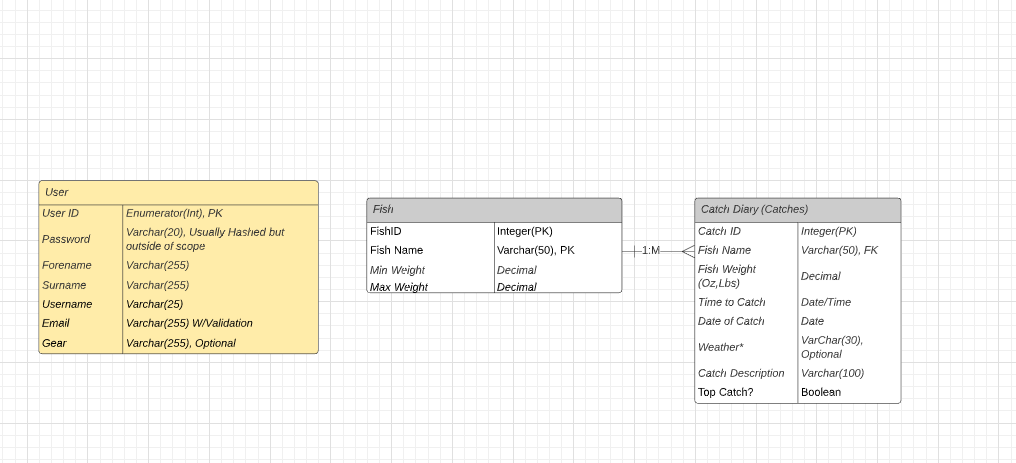 User
User ID Enumerator(Int), PK
Password Varchar(20), Usually Hashed but
outside of scope
Forename Varchar(255)
Surname Varchar(255)
Username Varchar(25)
Email Varchar(255) W/Validation
Gear Varchar(255), Optional
Fish
FishID Integer(PK)
Fish Name Varchar(50), PK
Min Weight Decimal
Max Weight Decimal
1:M
Catch Diary (Catches)
Catch ID Integer(PK)
Fish Name Varchar(50), FK
Fish Weight
(Oz,Lbs) Decimal
Time to Catch Date/Time
Date of Catch Date
Weather* VarChar(30),
Optional
Catch Description Varchar(100)
Top Catch? Boolean